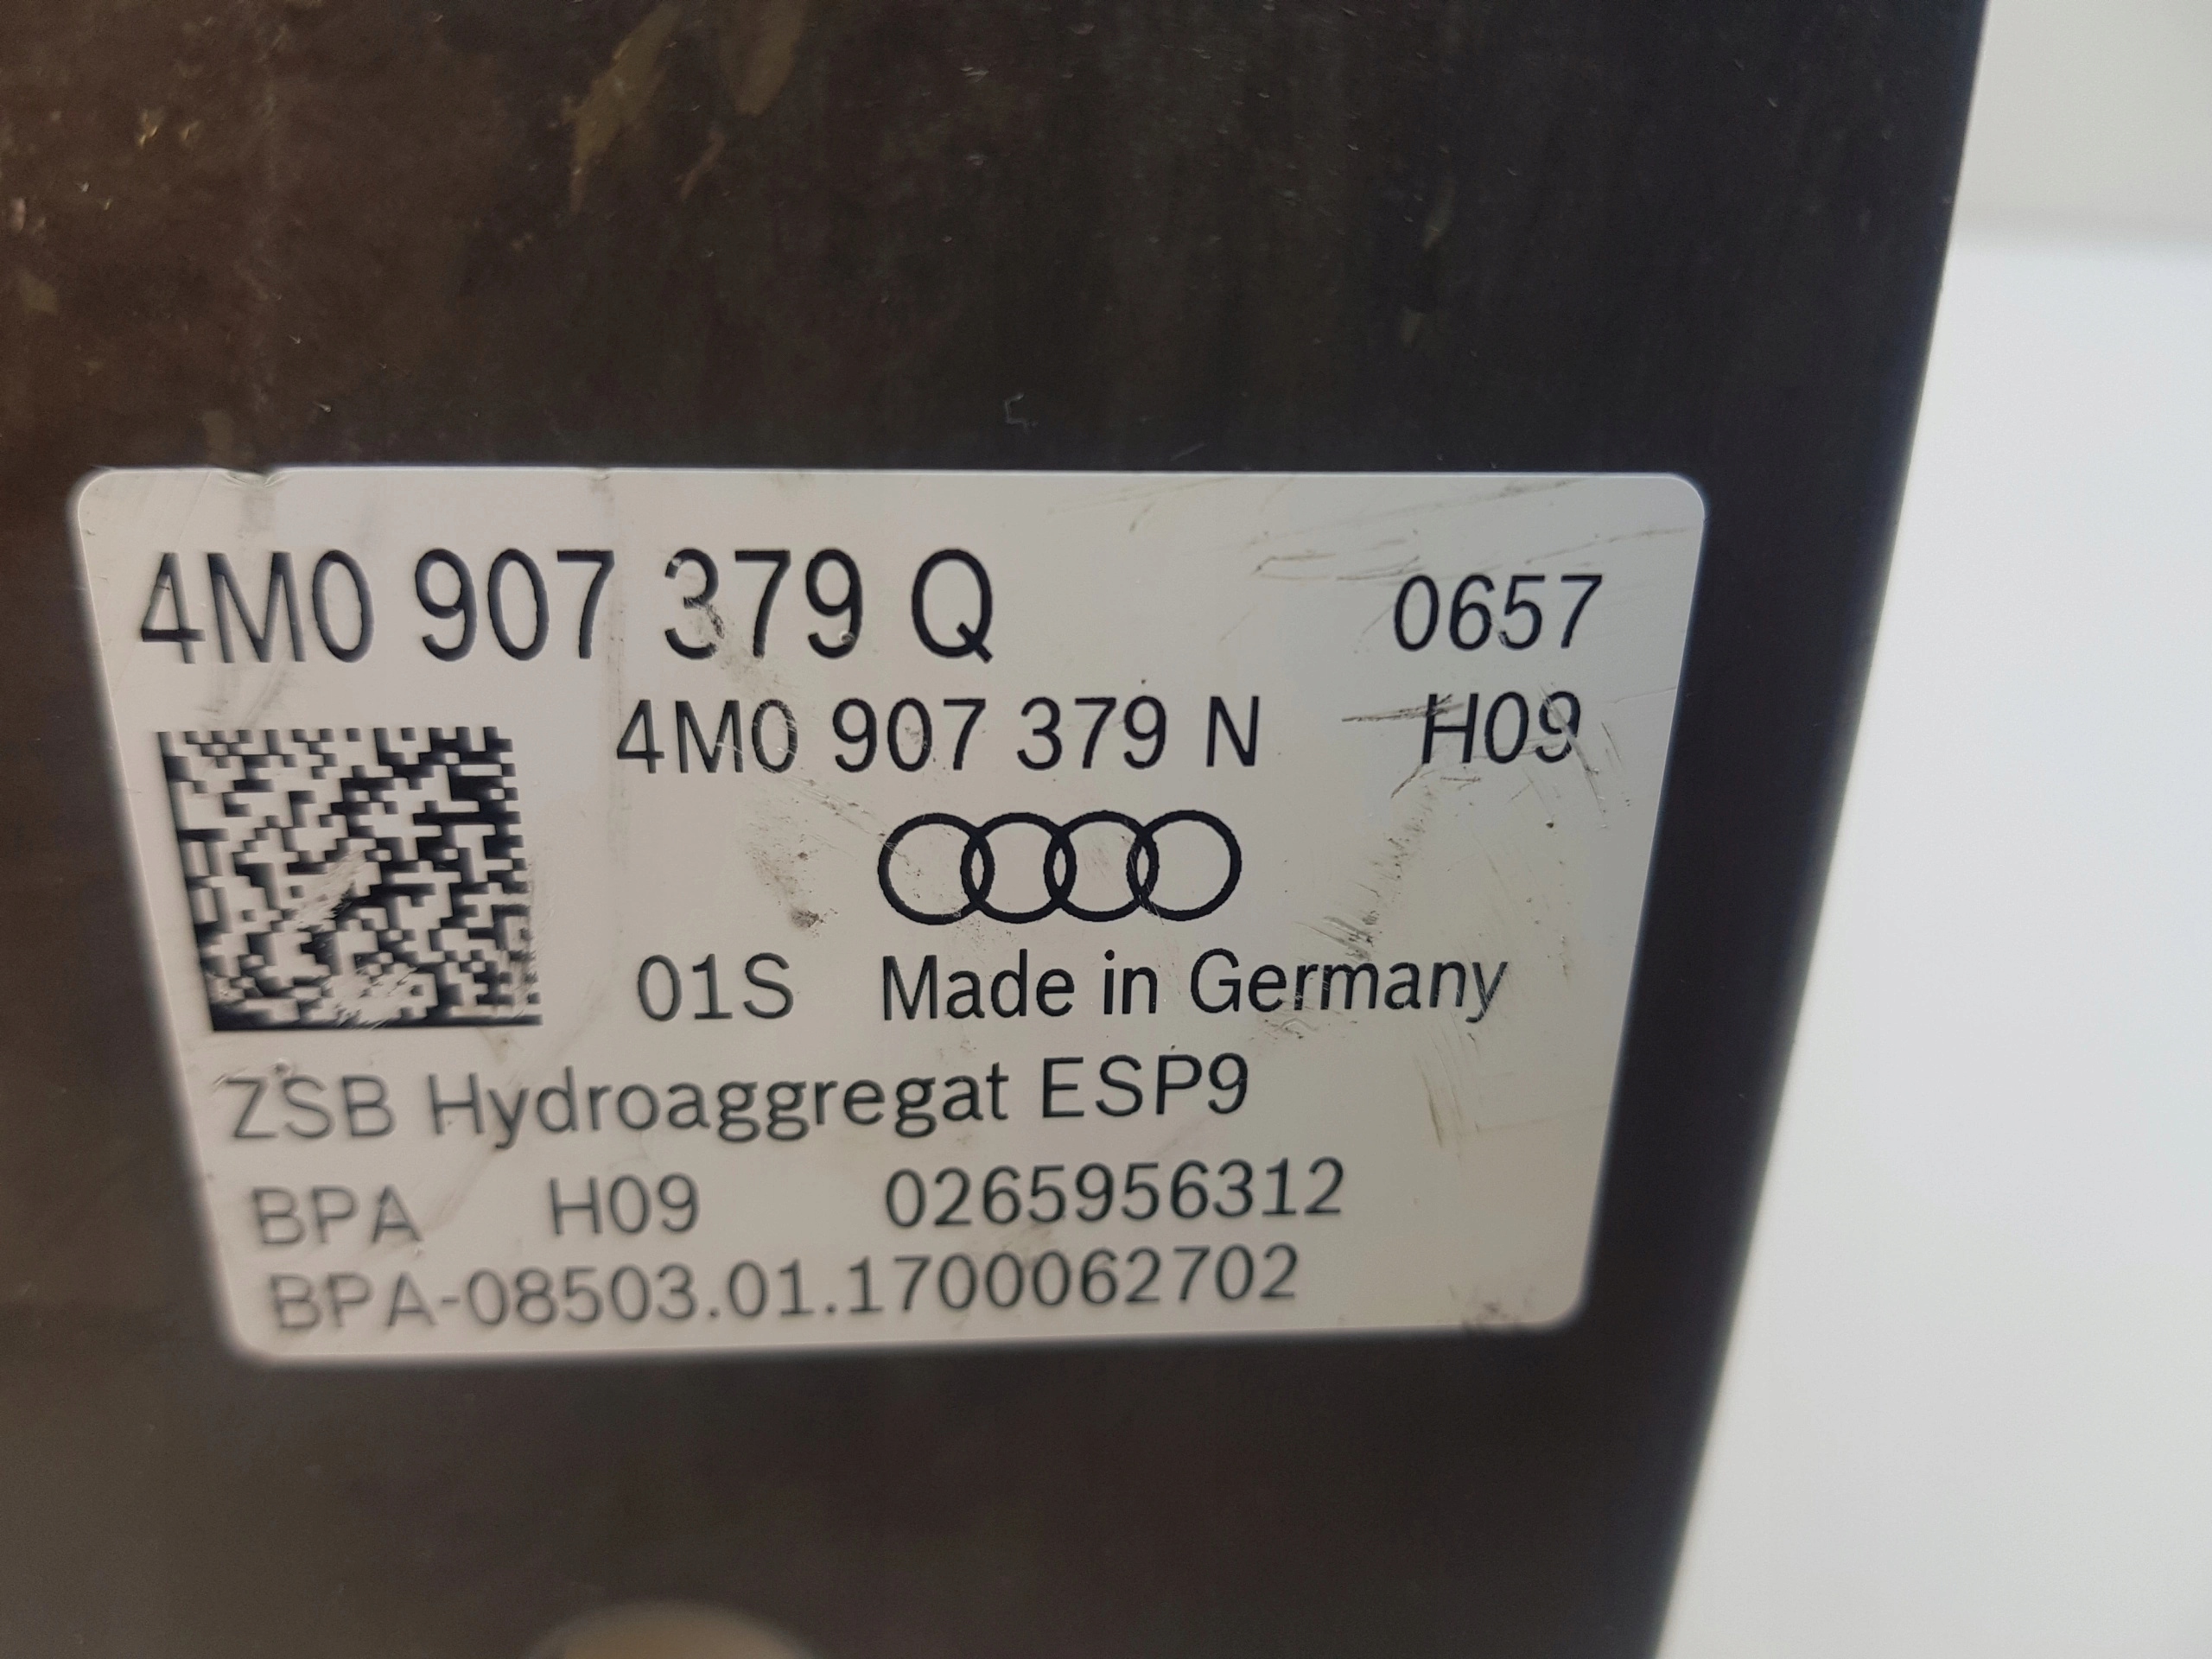 4M0 907 379 Q 0657
4M0 907 379 N H09
01S Made in Germany
ZSB Hydroaggregat ESP9
BPA H09 0265956312
BPA-08503.01.1700062702